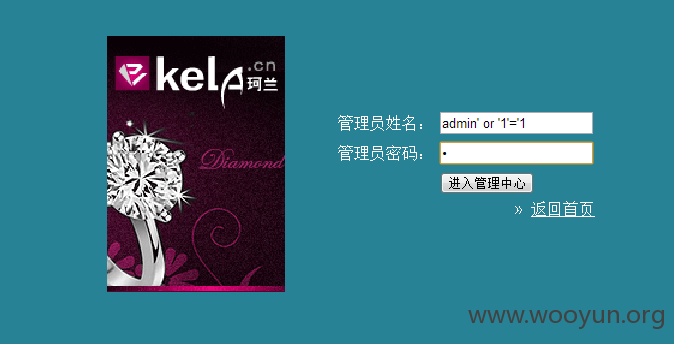 kela.cn
珂兰
Diamond
管理员姓名： admin' or '1'='1
管理员密码： •
进入管理中心
» 返回首页
www.wooyun.org